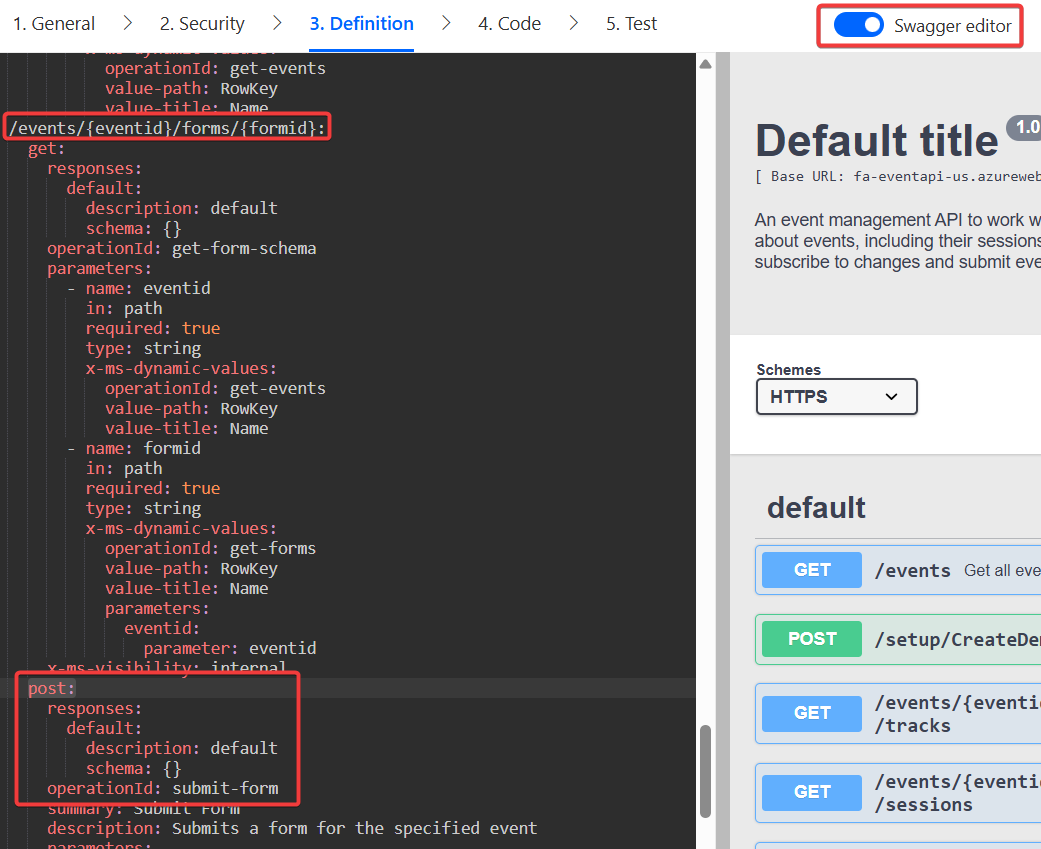 1. General > 2. Security > 3. Definition > 4. Code > 5. Test
Swagger editor
operationId: get-events
value-path: RowKey
value-title: Name
/events/{eventid}/forms/{formid}:
get:
responses:
default:
description: default
schema: {}
operationId: get-form-schema
parameters:
- name: eventid
in: path
required: true
type: string
x-ms-dynamic-values:
operationId: get-events
value-path: RowKey
value-title: Name
- name: formid
in: path
required: true
type: string
x-ms-dynamic-values:
operationId: get-forms
value-path: RowKey
value-title: Name
parameters:
eventid:
parameter: eventid
x-ms-visibility: internal
post:
responses:
default:
description: default
schema: {}
operationId: submit-form
summary: Submit Form
description: Submits a form for the specified event
parameters:
Default title 1.0
[ Base URL: fa-eventapi-us.azureweb
An event management API to work w
about events, including their sessions
subscribe to changes and submit eve
Schemes
HTTPS
default
GET /events Get all eve
POST /setup/CreateDe
GET /events/{eventi
/tracks
GET /events/{eventi
/sessions